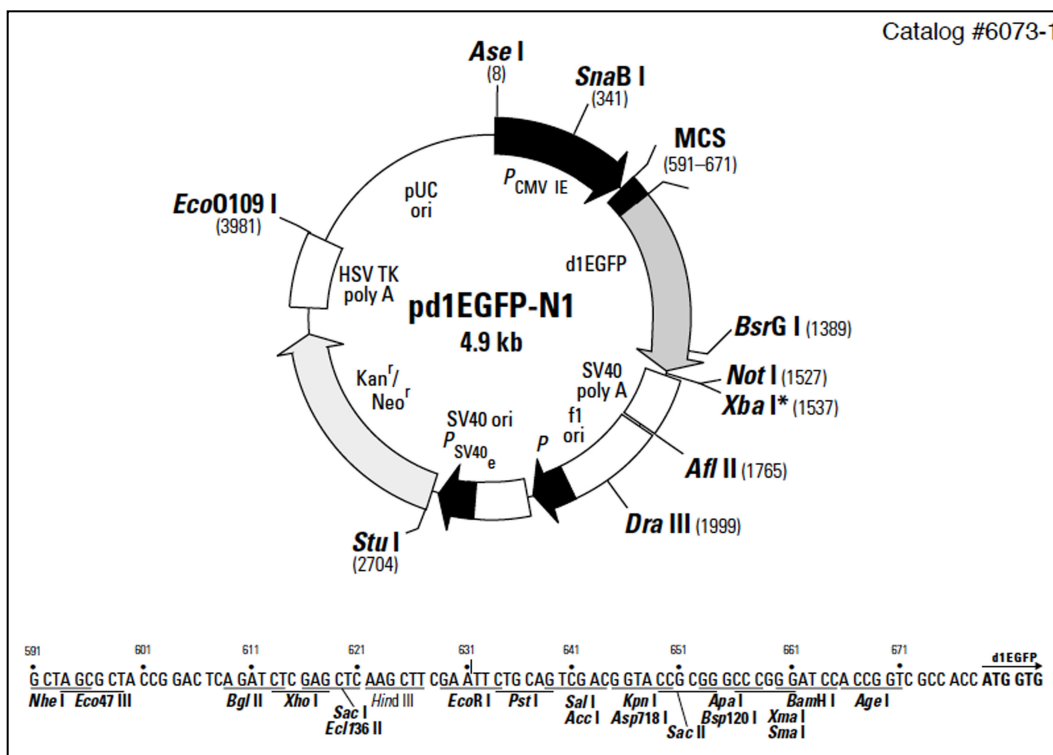 Catalog #6073-1
Ase I
(8)
SnaB I
(341)
MCS
(591–671)
P CMV IE
pUC
ori
EcoO109 I
(3981)
HSV TK
poly A
d1EGFP
pd1EGFP-N1
4.9 kb
BsrG I (1389)
Not I (1527)
Xba I* (1537)
SV40
poly A
f1
ori
P
SV40 ori
P SV40 e
Kan r/
Neo r
Afl II (1765)
Dra III (1999)
Stu I
(2704)
591 601 611 621 631 641 651 661 671 d1EGFP
G CTA GCG CTA CCG GAC TCA GAT CTC GAG CTC AAG CTT CGA ATT CTG CAG TCG ACG GTA CCG CGG GCC CGG GAT CCA CCG GTC GCC ACC ATG GTG
Nhe I Eco47 III Bgl II Xho I Hind III EcoR I Pst I Sal I Kpn I Apa I BamH I Age I
Sac I Acc I Asp718 I Bsp120 I Xma I
Ecl136 II Sac II Sma I